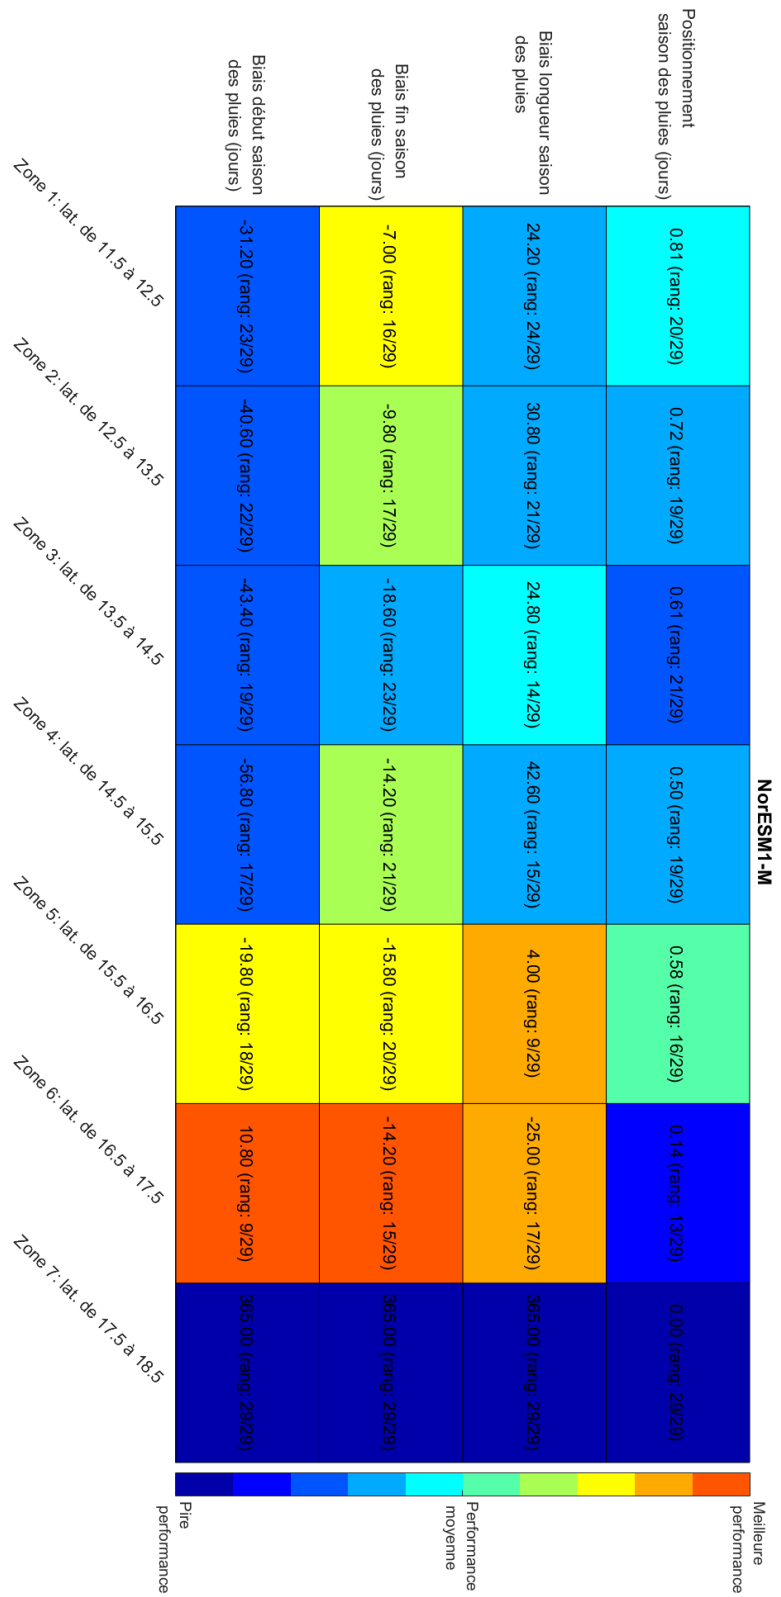 NorESM1-M
Positionnement
saison des pluies (jours)
0.81 (rang: 20/29)
0.72 (rang: 19/29)
0.61 (rang: 21/29)
0.50 (rang: 19/29)
0.58 (rang: 16/29)
0.14 (rang: 13/29)
0.00 (rang: 29/29)
Biais longueur saison
des pluies
24.20 (rang: 24/29)
30.80 (rang: 21/29)
24.80 (rang: 14/29)
42.60 (rang: 15/29)
4.00 (rang: 9/29)
-25.00 (rang: 17/29)
365.00 (rang: 29/29)
Biais fin saison
des pluies (jours)
-7.00 (rang: 16/29)
-9.80 (rang: 17/29)
-18.60 (rang: 23/29)
-14.20 (rang: 21/29)
-15.80 (rang: 20/29)
-14.20 (rang: 15/29)
365.00 (rang: 29/29)
Biais début saison
des pluies (jours)
-31.20 (rang: 23/29)
-40.60 (rang: 22/29)
-43.40 (rang: 19/29)
-56.80 (rang: 17/29)
-19.80 (rang: 18/29)
10.80 (rang: 9/29)
365.00 (rang: 29/29)
Zone 1: lat. de 11.5 à 12.5
Zone 2: lat. de 12.5 à 13.5
Zone 3: lat. de 13.5 à 14.5
Zone 4: lat. de 14.5 à 15.5
Zone 5: lat. de 15.5 à 16.5
Zone 6: lat. de 16.5 à 17.5
Zone 7: lat. de 17.5 à 18.5
Meilleure
performance
Performance
moyenne
Pire
performance